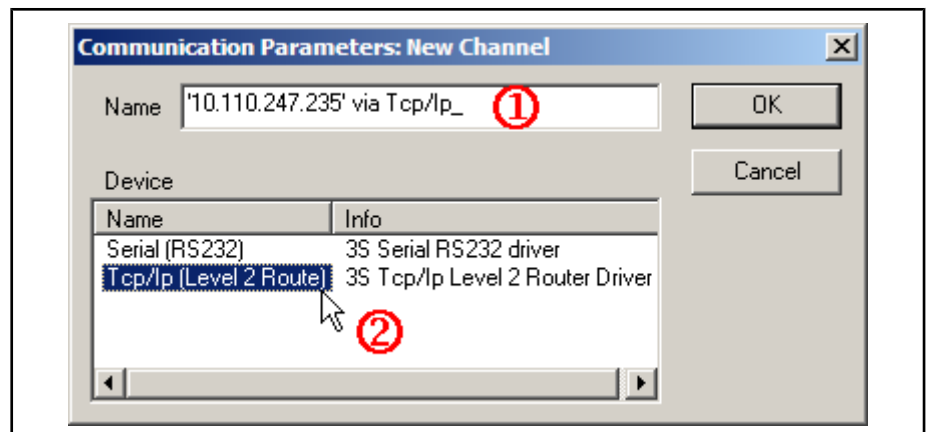 Communication Parameters: New Channel
Name '10.110.247.235' via Tcp/Ip_ ① OK
Cancel
Device
Name Info
Serial (RS232) 3S Serial RS232 driver
Tcp/Ip (Level 2 Route) 3S Tcp/Ip Level 2 Router Driver
②